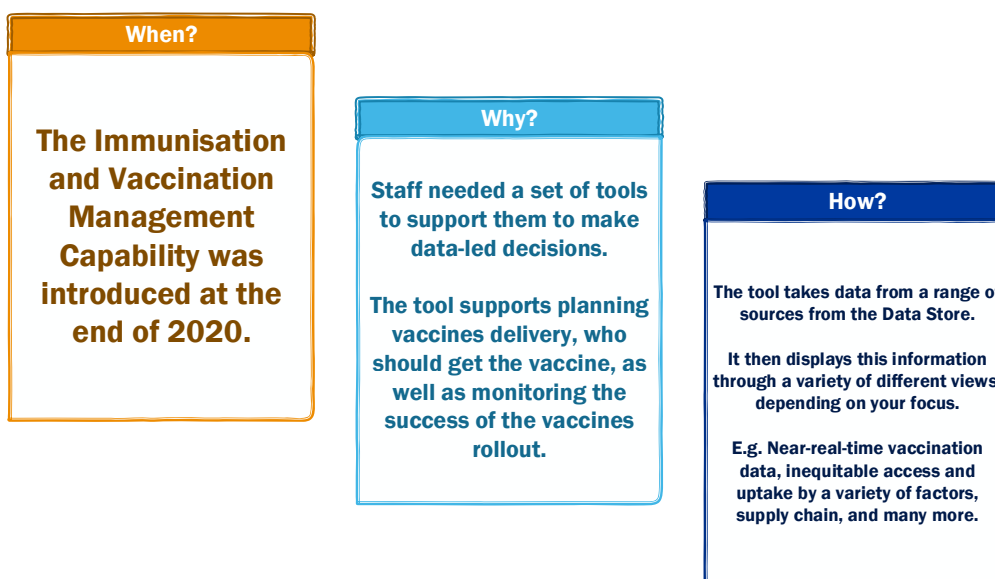 When?
The Immunisation
and Vaccination
Management
Capability was
introduced at the
end of 2020.
Why?
Staff needed a set of tools
to support them to make
data-led decisions.
The tool supports planning
vaccines delivery, who
should get the vaccine, as
well as monitoring the
success of the vaccines
rollout.
How?
The tool takes data from a range of
sources from the Data Store.
It then displays this information
through a variety of different views
depending on your focus.
E.g. Near-real-time vaccination
data, inequitable access and
uptake by a variety of factors,
supply chain, and many more.